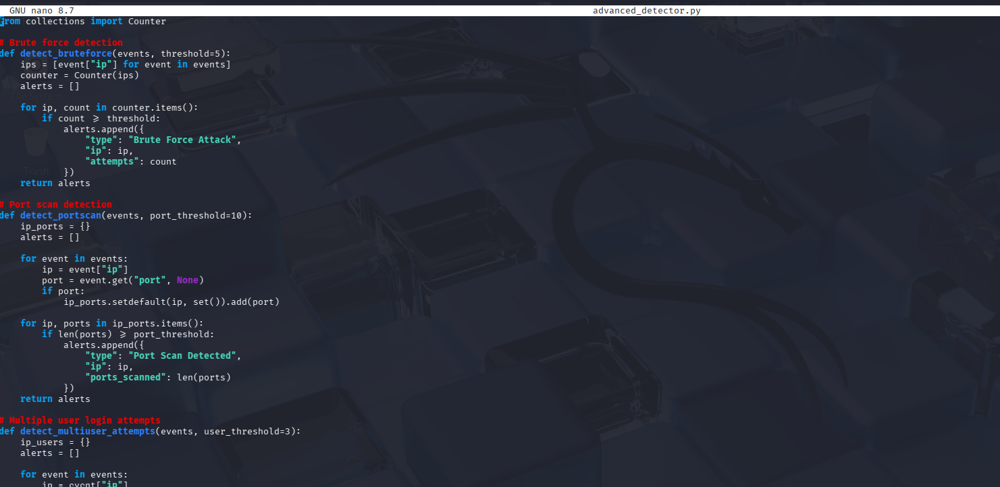 GNU nano 8.7 advanced_detector.py
from collections import Counter
# Brute force detection
def detect_bruteforce(events, threshold=5):
    ips = [event["ip"] for event in events]
    counter = Counter(ips)
    alerts = []
    for ip, count in counter.items():
        if count >= threshold:
            alerts.append({
                "type": "Brute Force Attack",
                "ip": ip,
                "attempts": count
            })
    return alerts
# Port scan detection
def detect_portscan(events, port_threshold=10):
    ip_ports = {}
    alerts = []
    for event in events:
        ip = event["ip"]
        port = event.get("port", None)
        if port:
            ip_ports.setdefault(ip, set()).add(port)
    for ip, ports in ip_ports.items():
        if len(ports) >= port_threshold:
            alerts.append({
                "type": "Port Scan Detected",
                "ip": ip,
                "ports_scanned": len(ports)
            })
    return alerts
# Multiple user login attempts
def detect_multiuser_attempts(events, user_threshold=3):
    ip_users = {}
    alerts = []
    for event in events:
        ip = event["ip"]
File System
Trash